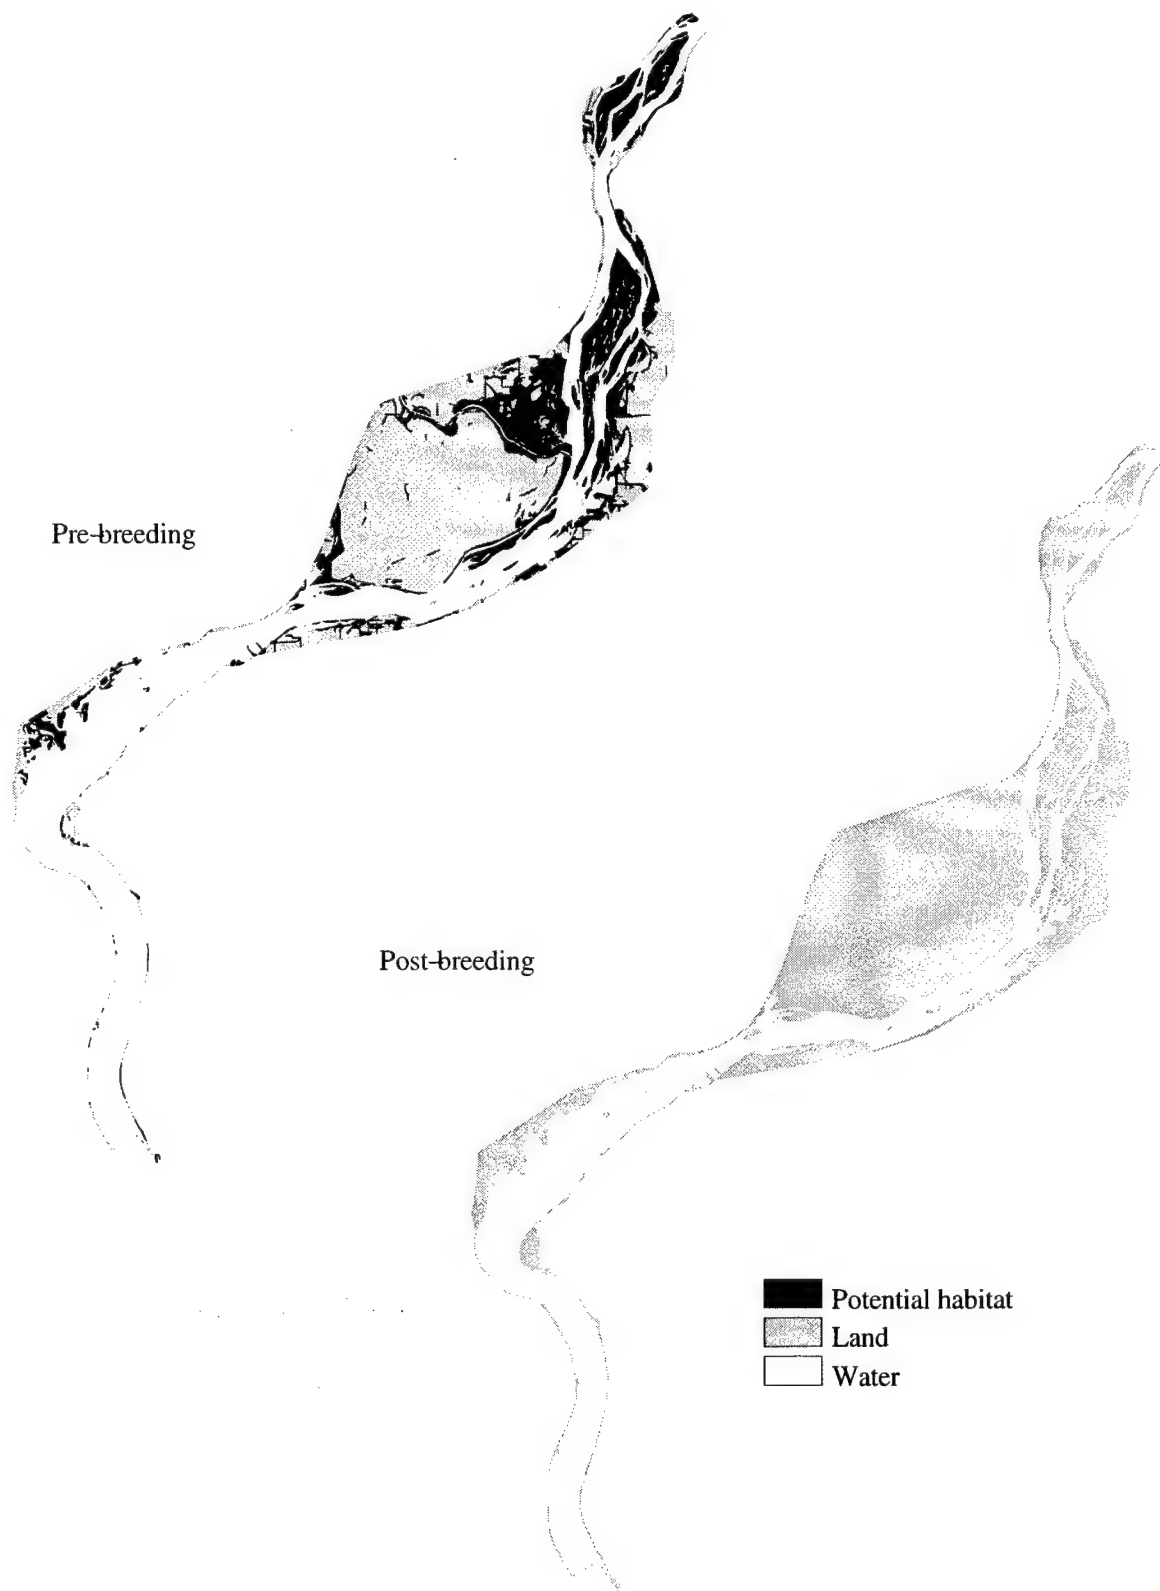 Pre-breeding
Post-breeding
Potential habitat
Land
Water